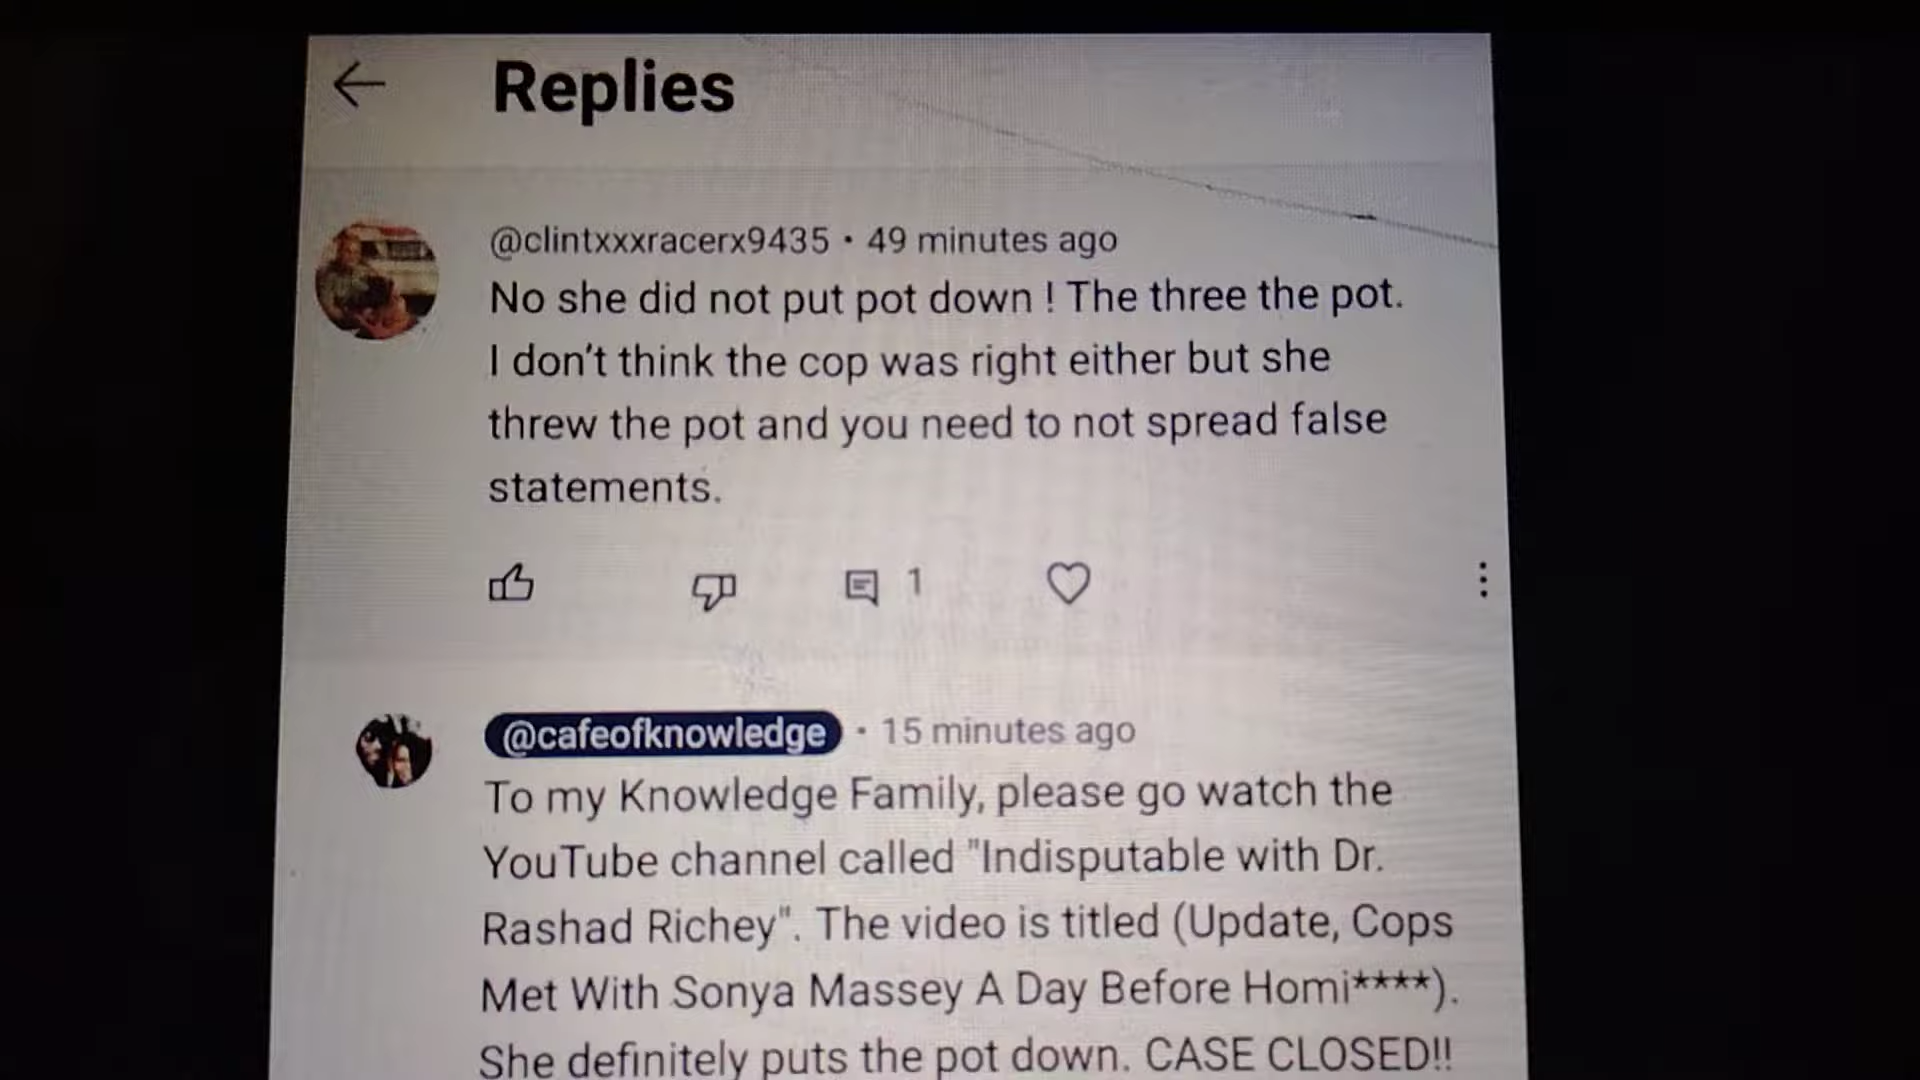 Replies
@clintxxxracerx9435 · 49 minutes ago
No she did not put pot down ! The three the pot.
I don't think the cop was right either but she
threw the pot and you need to not spread false
statements.
1
@cafeofknowledge · 15 minutes ago
To my Knowledge Family, please go watch the
YouTube channel called "Indisputable with Dr.
Rashad Richey". The video is titled (Update, Cops
Met With Sonya Massey A Day Before Homi****).
She definitely puts the pot down. CASE CLOSED!!